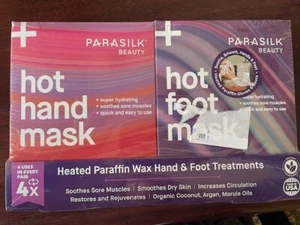 PARASILK
BEAUTY
hot
hand
mask
+ super hydrating
+ soothes sore muscles
+ quick and easy to use
PARASILK
BEAUTY
hot
foot
mask
+ soothes sore muscles
+ quick and easy to use
4 USES
IN EVERY
PAIR
4X
Heated Paraffin Wax Hand & Foot Treatments
Soothes Sore Muscles | Smoothes Dry Skin | Increases Circulation
Restores and Rejuvenates | Organic Coconut, Argan, Marula Oils
USA